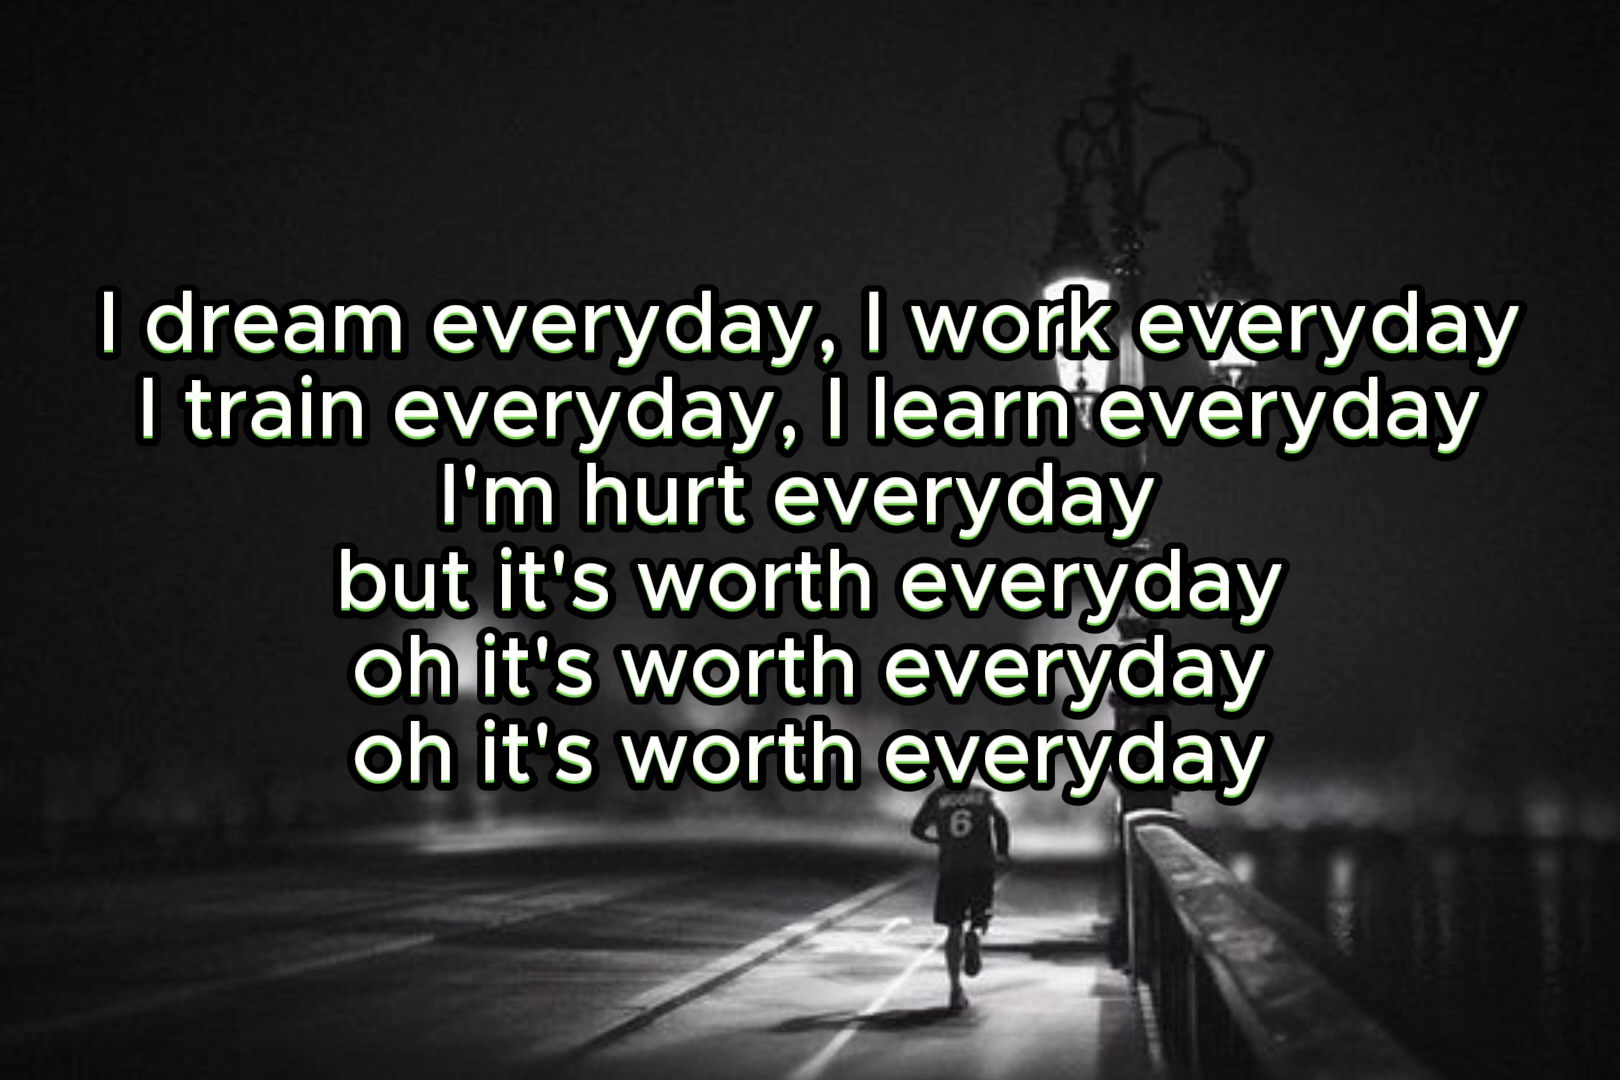 I dream everyday, I work everyday
I train everyday, I learn everyday
I'm hurt everyday
but it's worth everyday
oh it's worth everyday
oh it's worth everyday
6